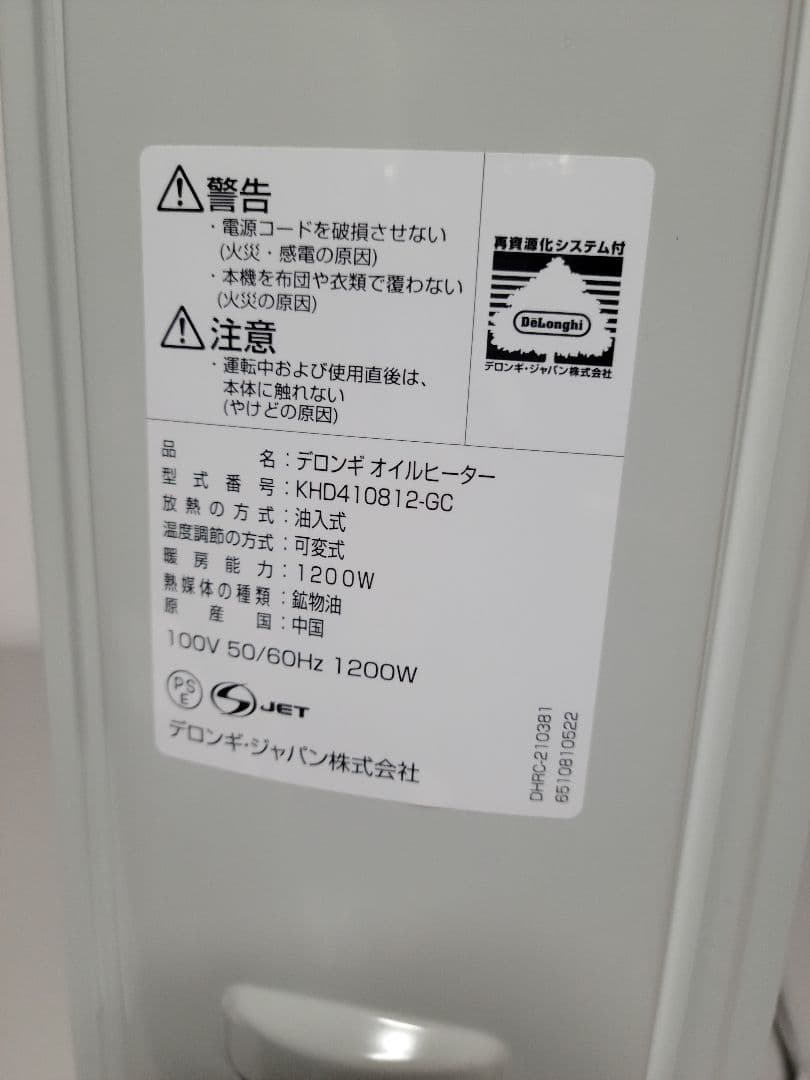 警告
・電源コードを破損させない
(火災・感電の原因)
・本機を布団や衣類で覆わない
(火災の原因)
注意
・運転中および使用直後は、
本体に触れない
(やけどの原因)
再資源化システム付
DeLonghi
デロンギ・ジャパン株式会社
品名：デロンギ オイルヒーター
型式番号：KHD410812-GC
放熱の方式：油入式
温度調節の方式：可変式
暖房能力：1200W
熱媒体の種類：鉱物油
原産国：中国
100V 50/60Hz 1200W
PS
E
JET
デロンギ・ジャパン株式会社
DHRC-210381
6510810522